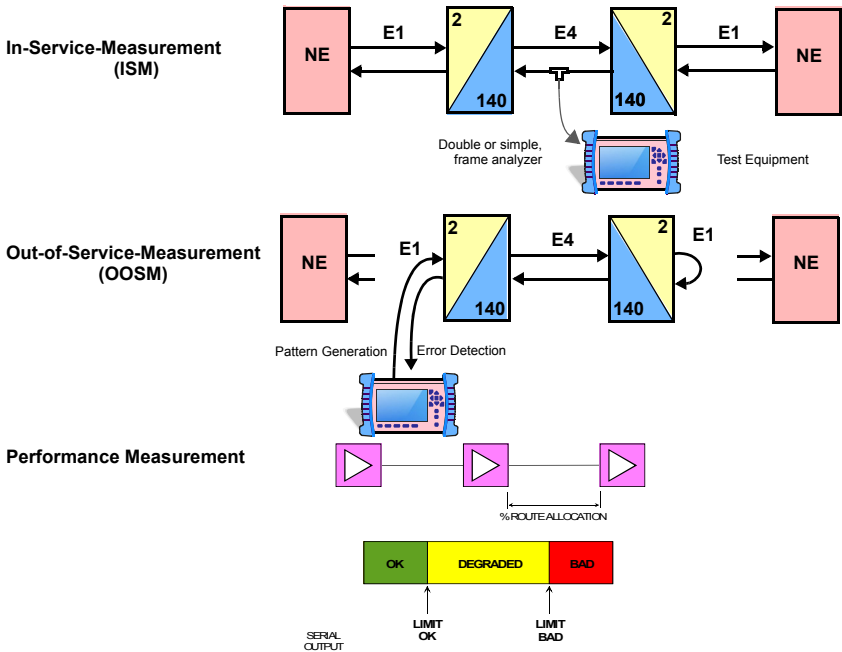 In-Service-Measurement
(ISM)
NE
E1
2
140
E4
2
140
E1
NE
Double or simple,
frame analyzer
Test Equipment
Out-of-Service-Measurement
(OOSM)
NE
E1
2
140
E4
2
140
E1
NE
Pattern Generation
Error Detection
Performance Measurement
% ROUTE ALLOCATION
OK
DEGRADED
BAD
LIMIT
OK
LIMIT
BAD
SERIAL
OUTPUT